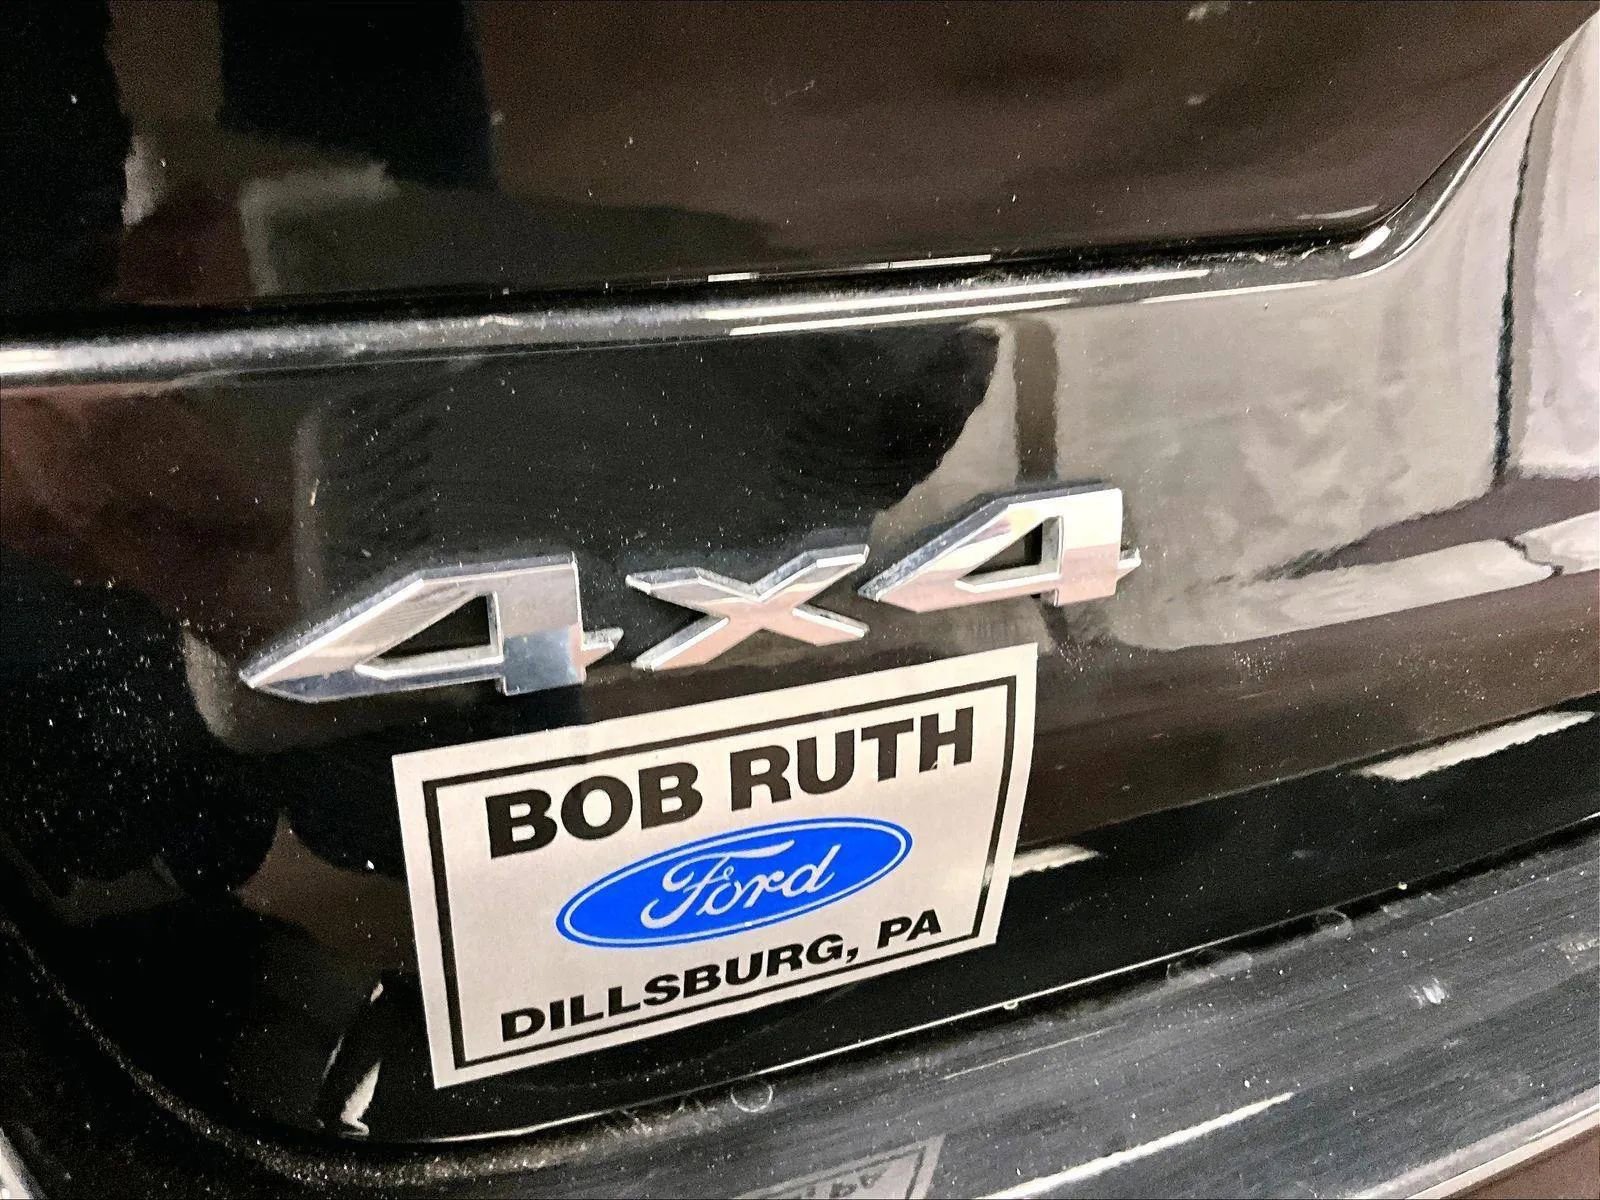 4x4
BOB RUTH
Ford
DILLSBURG, PA